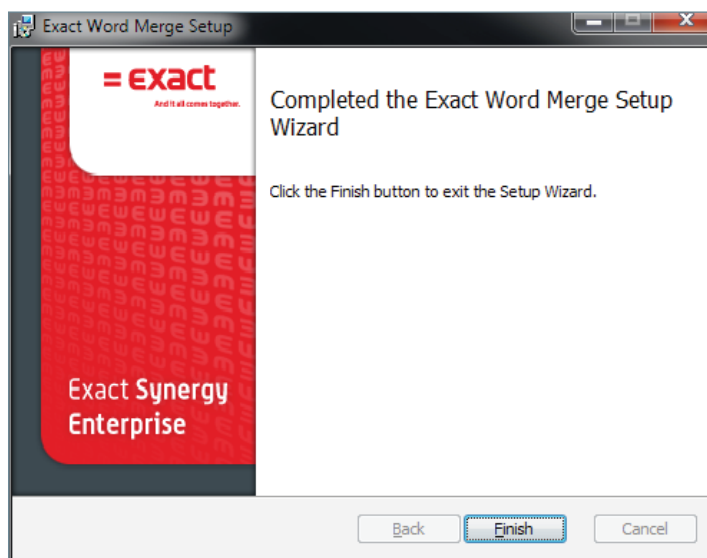 Exact Word Merge Setup
= exact
And it all comes together.
Completed the Exact Word Merge Setup
Wizard
Click the Finish button to exit the Setup Wizard.
Exact Synergy
Enterprise
Back
Finish
Cancel